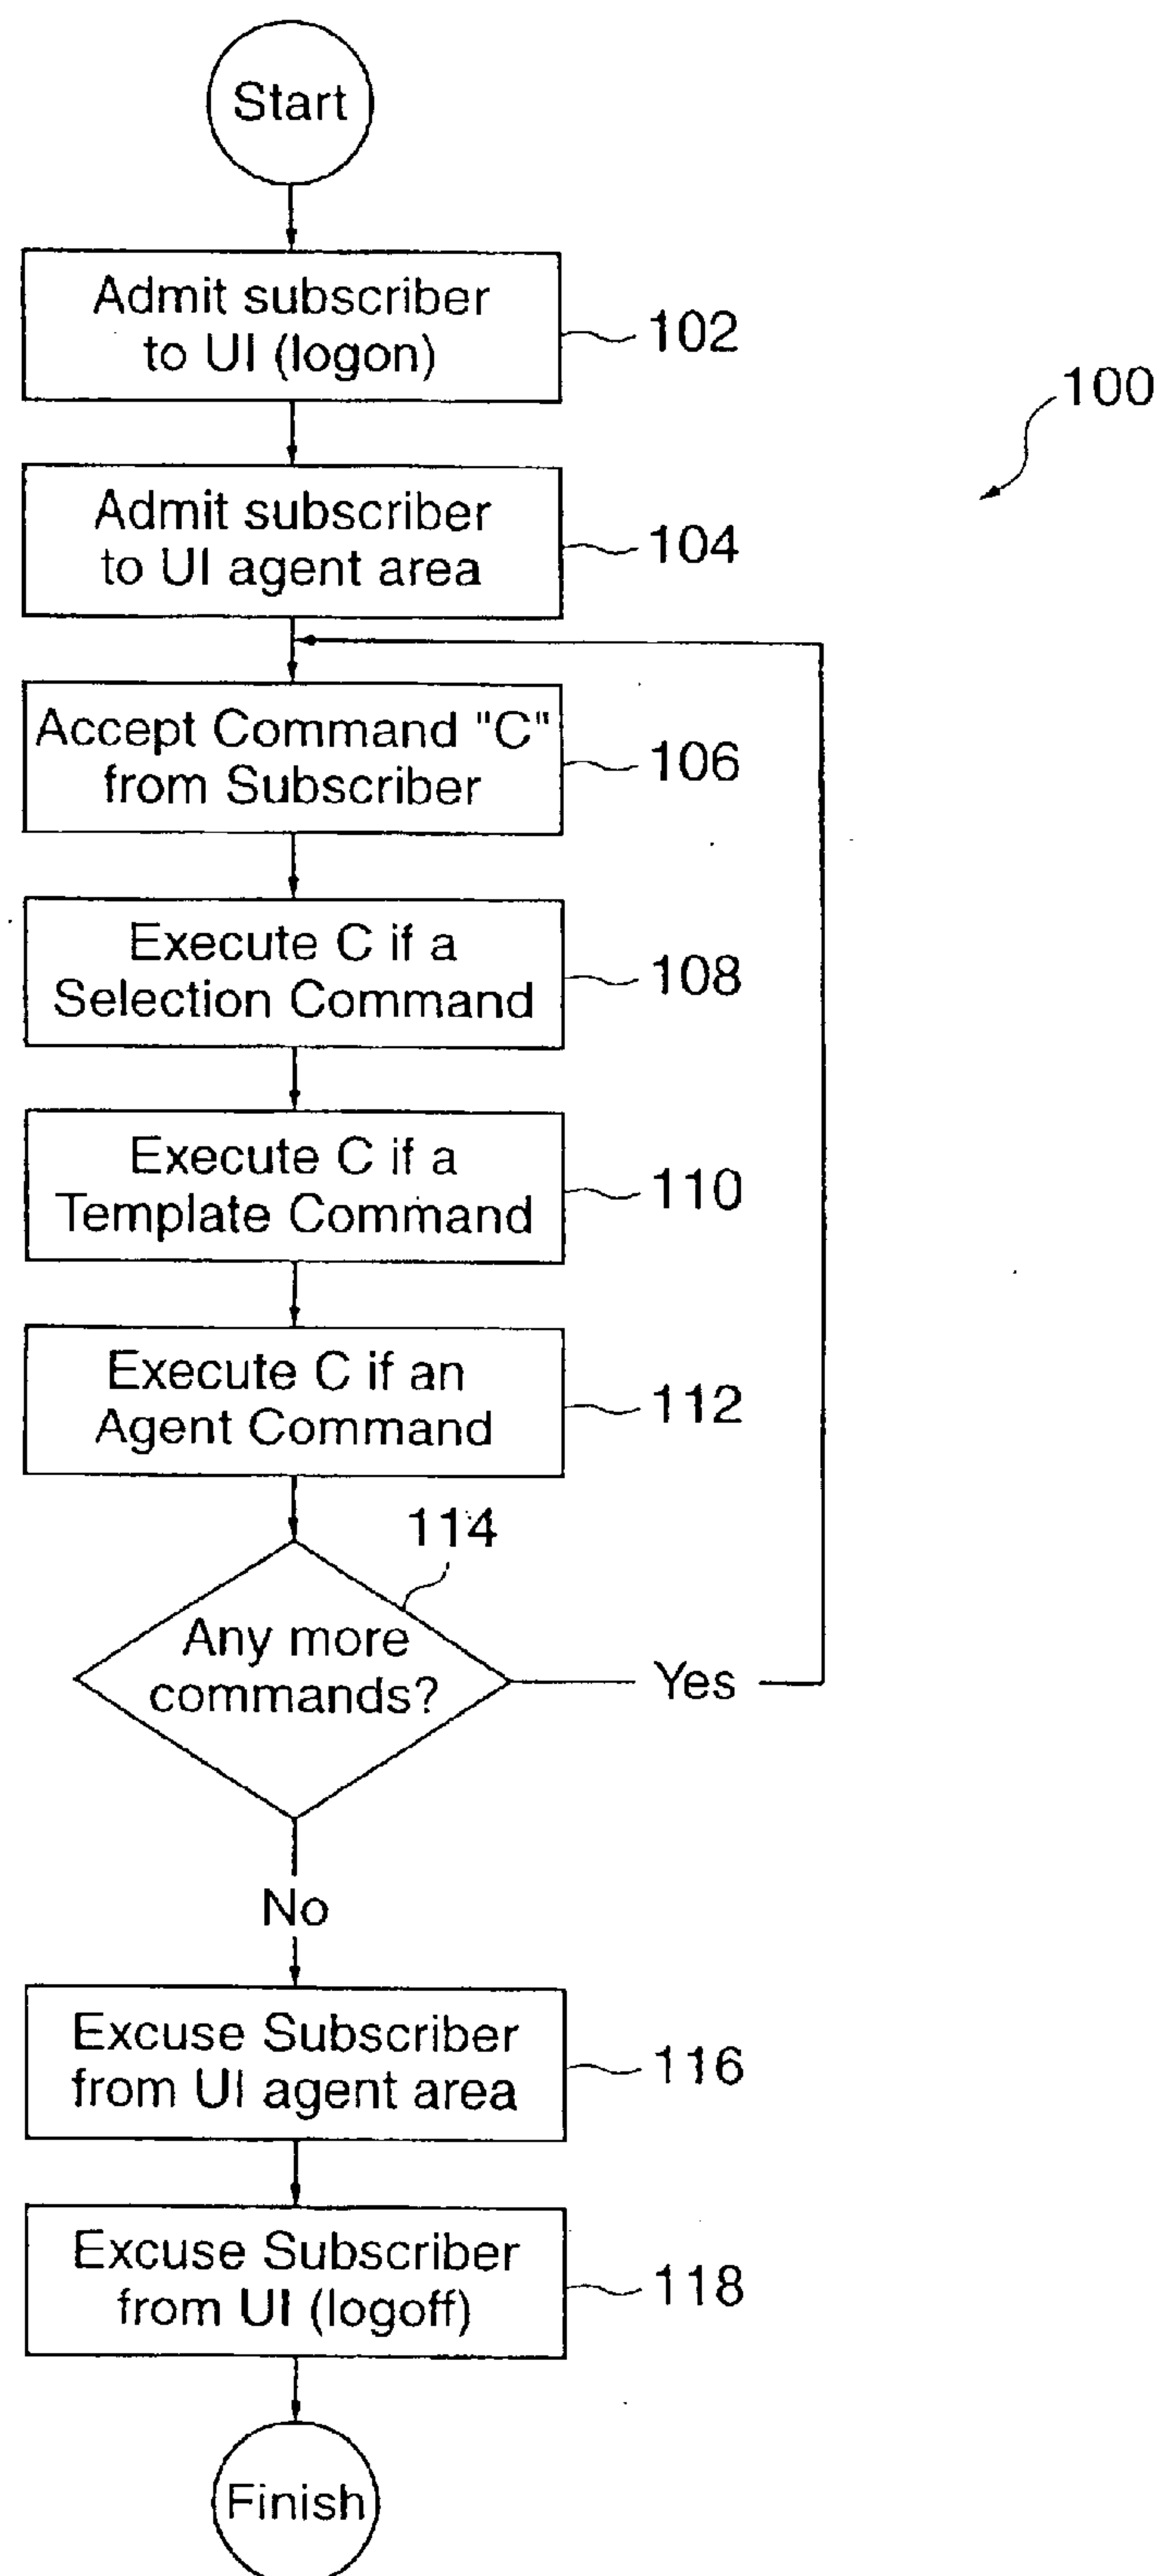 Start
Admit subscriber
to UI (logon)
102
100
Admit subscriber
to UI agent area
104
Accept Command "C"
from Subscriber
106
Execute C if a
Selection Command
108
Execute C if a
Template Command
110
Execute C if an
Agent Command
112
114
Any more
commands?
Yes
No
Excuse Subscriber
from UI agent area
116
Excuse Subscriber
from UI (logoff)
118
Finish